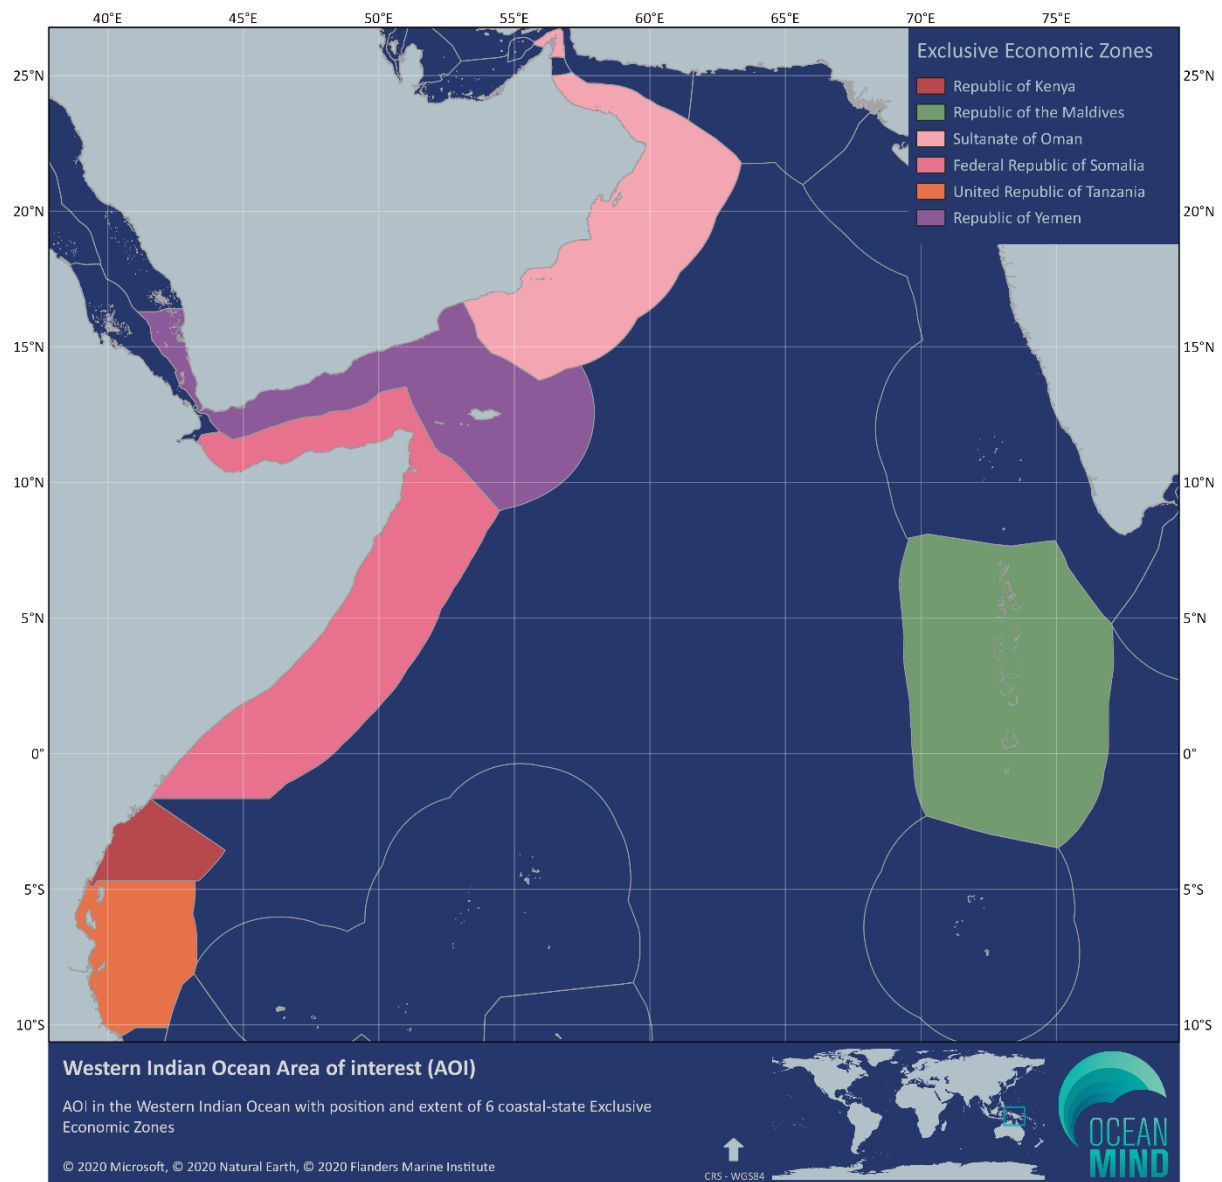 40°E 45°E 50°E 55°E 60°E 65°E 70°E 75°E
Exclusive Economic Zones
Republic of Kenya
Republic of the Maldives
Sultanate of Oman
Federal Republic of Somalia
United Republic of Tanzania
Republic of Yemen
25°N 25°N
20°N 20°N
15°N 15°N
10°N 10°N
5°N 5°N
0° 0°
5°S 5°S
10°S 10°S
Western Indian Ocean Area of interest (AOI)
AOI in the Western Indian Ocean with position and extent of 6 coastal-state Exclusive
Economic Zones
© 2020 Microsoft, © 2020 Natural Earth, © 2020 Flanders Marine Institute
CRS - WGS84
OCEAN
MIND